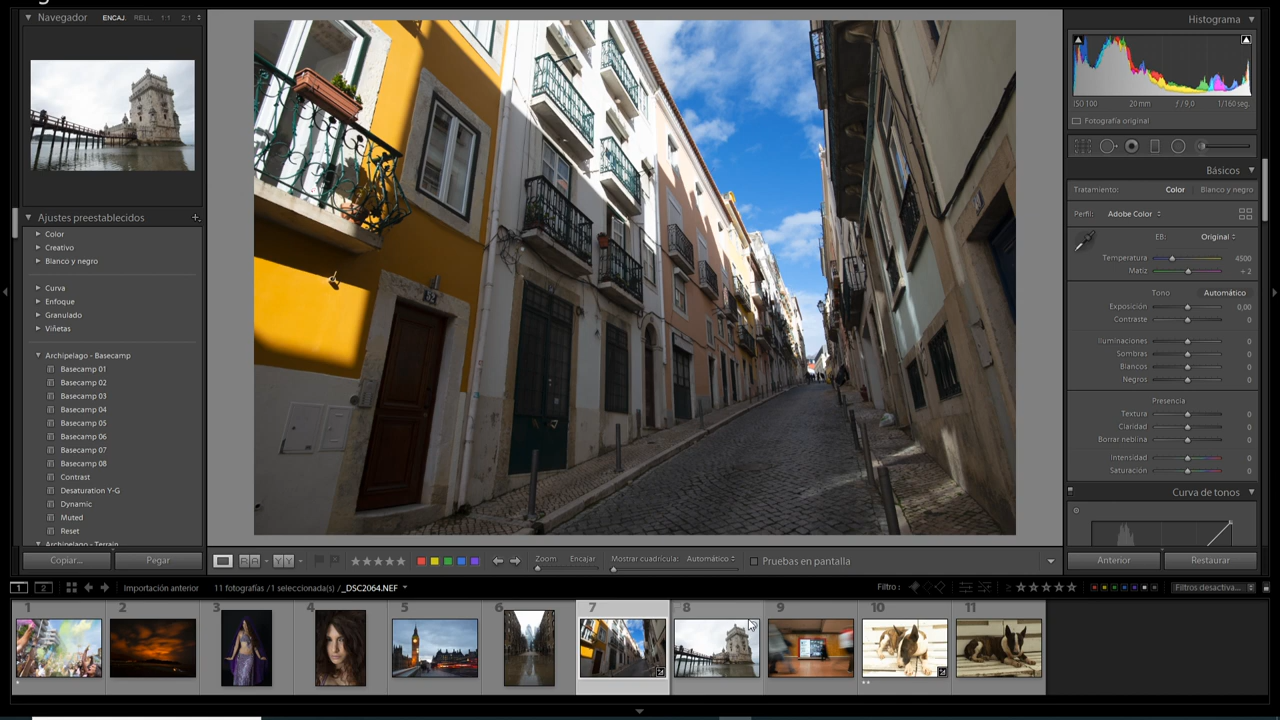 Navegador ENCAJ. RELL. 1:1 2:1
Ajustes preestablecidos +
Color
Creativo
Blanco y negro
Curva
Enfoque
Granulado
Viñetas
Archipelago - Basecamp
Basecamp 01
Basecamp 02
Basecamp 03
Basecamp 04
Basecamp 05
Basecamp 06
Basecamp 07
Basecamp 08
Contrast
Desaturation Y-G
Dynamic
Muted
Reset
Archipelago - Terrain
Copiar... Pegar
Zoom Encajar Mostrar cuadrícula: Automático Pruebas en pantalla
Histograma
ISO 100 20 mm ƒ / 9,0 1/160 seg.
Fotografía original
Básicos
Tratamiento: Color Blanco y negro
Perfil: Adobe Color
EB: Original
Temperatura 4500
Matiz + 2
Tono Automático
Exposición 0,00
Contraste 0
Iluminaciones 0
Sombras 0
Blancos 0
Negros 0
Presencia
Textura 0
Claridad 0
Borrar neblina 0
Intensidad 0
Saturación 0
Curva de tonos
Anterior Restaurar
1 2 Importación anterior 11 fotografías /1 seleccionada(s) /_DSC2064.NEF Filtro: Filtros desactiva...
1 2 3 4 5 6 7 8 9 10 11